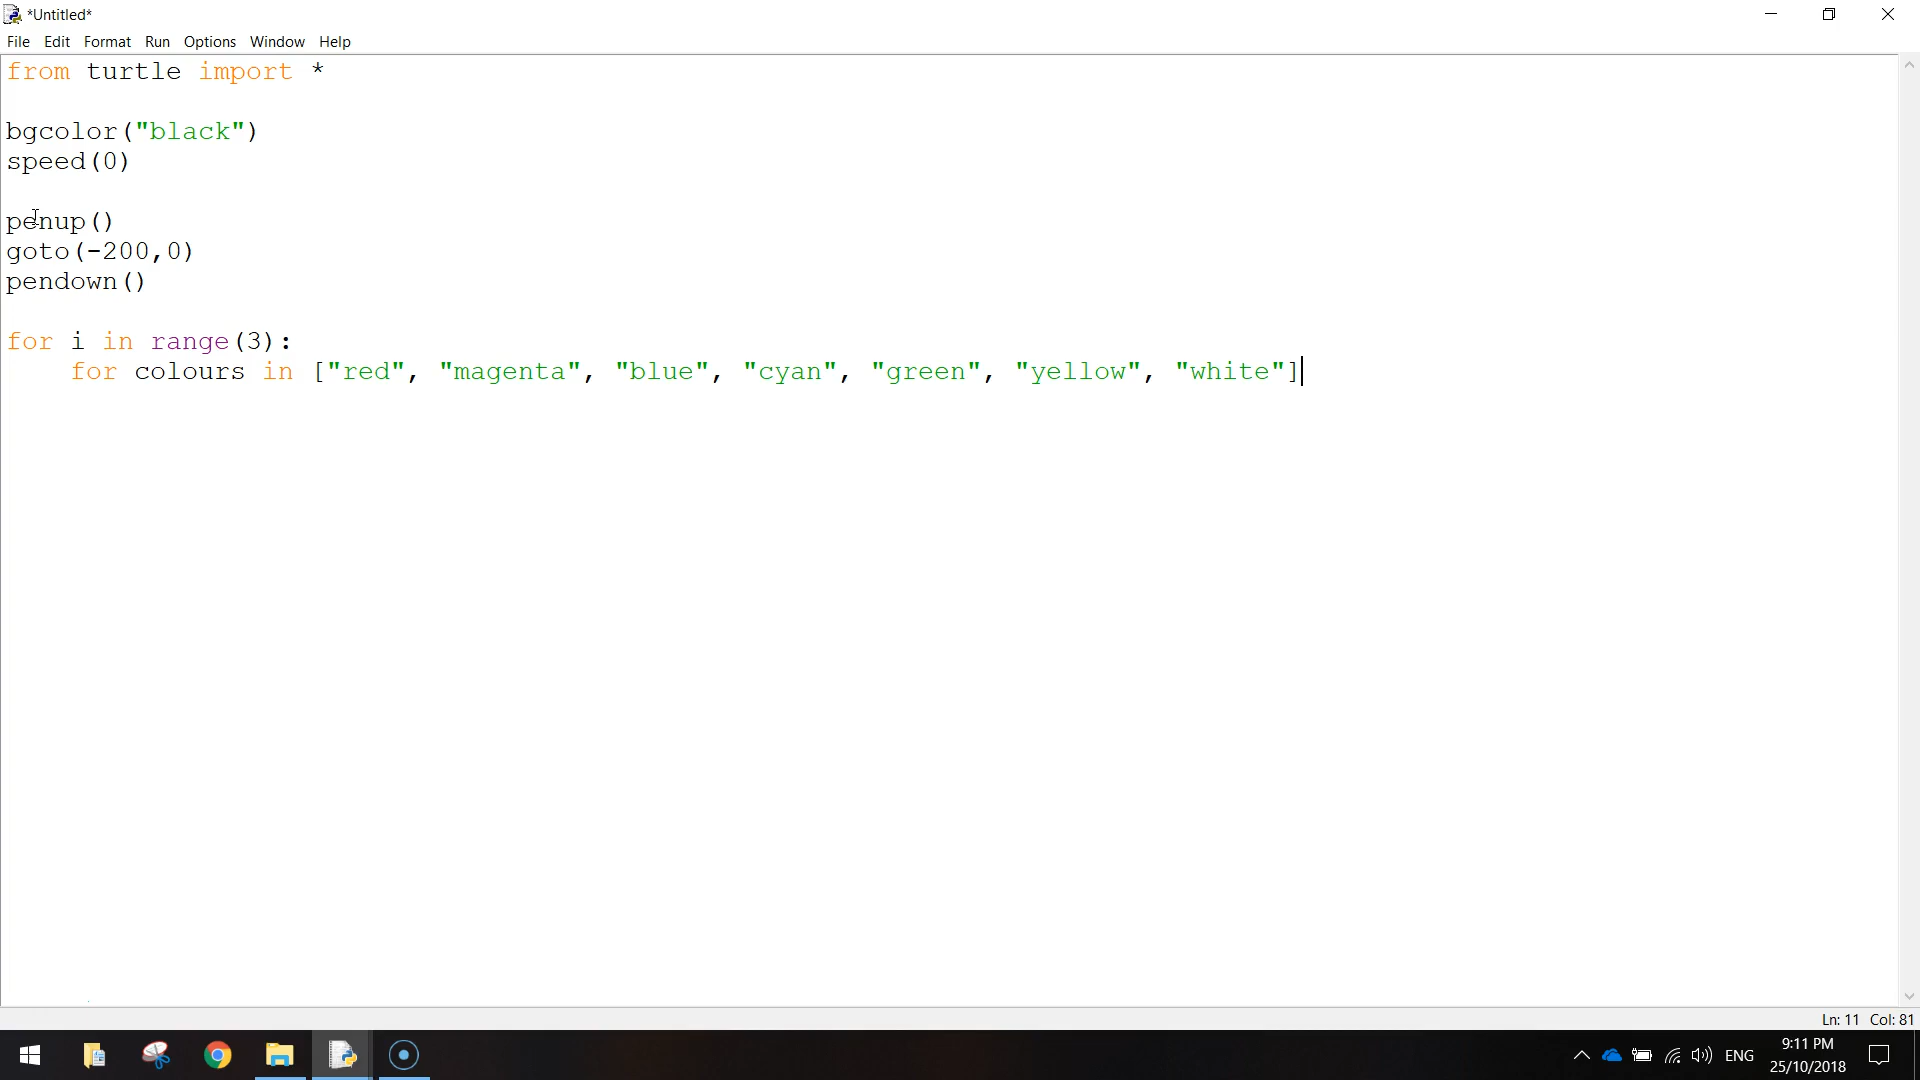 *Untitled*
File Edit Format Run Options Window Help
from turtle import *
bgcolor("black")
speed(0)
penup()
goto(-200,0)
pendown()
for i in range(3):
    for colours in ["red", "magenta", "blue", "cyan", "green", "yellow", "white"]
Ln: 11 Col: 81
ENG
9:11 PM
25/10/2018